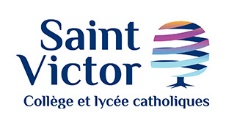 Saint
Victor
Collège et lycée catholiques